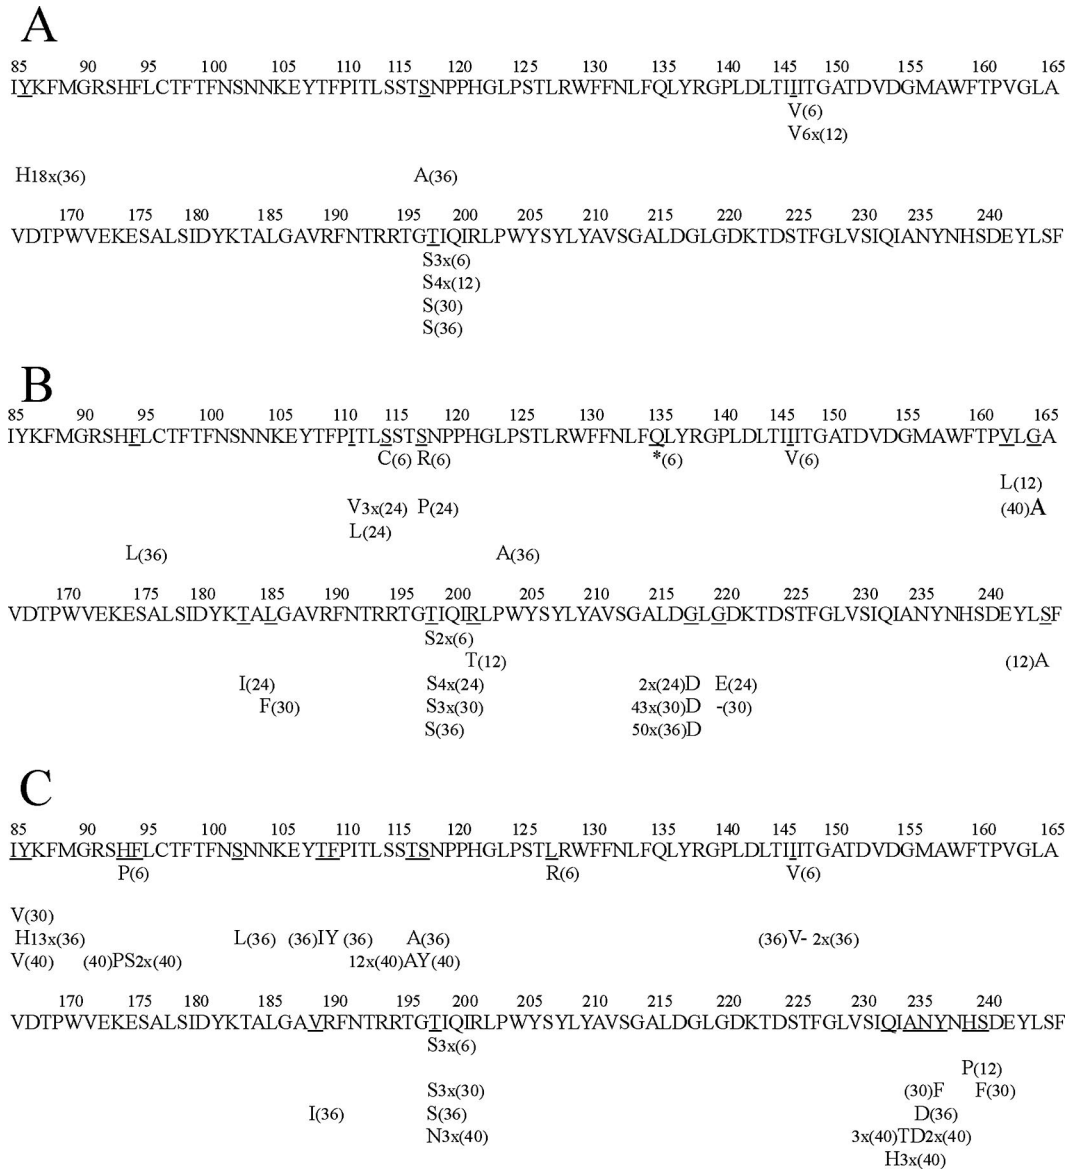 A
85 90 95 100 105 110 115 120 125 130 135 140 145 150 155 160 165
IYKFMGRSHFLCTFTFNSNNKEYTFPITLSSTSNPPHGLPSTLRWFFNLFQLYRGPLDLTIIITGATDVDGMAWFTPVGLA
V(6)
V6x(12)
H18x(36) A(36)
170 175 180 185 190 195 200 205 210 215 220 225 230 235 240
VDTPWVEKESALSIDYKTALGAVRFNTRRTGTIQIRLPWYSYLYAVSGALDGLGDKTDSTFGLVSIQIANYNHSDEYLSF
S3x(6)
S4x(12)
S(30)
S(36)
B
85 90 95 100 105 110 115 120 125 130 135 140 145 150 155 160 165
IYKFMGRSHFLCTFTFNSNNKEYTFPITLSSTSNPPHGLPSTLRWFFNLFQLYRGPLDLTIIITGATDVDGMAWFTPVLGA
C(6) R(6) *(6) V(6)
L(12)
V3x(24) P(24) (40)A
L(24)
L(36) A(36)
170 175 180 185 190 195 200 205 210 215 220 225 230 235 240
VDTPWVEKESALSIDYKTALGAVRFNTRRTGTIQIRLPWYSYLYAVSGALDGLGDKTDSTFGLVSIQIANYNHSDEYLSF
S2x(6)
T(12) (12)A
I(24) S4x(24) 2x(24)D E(24)
F(30) S3x(30) 43x(30)D -(30)
S(36) 50x(36)D
C
85 90 95 100 105 110 115 120 125 130 135 140 145 150 155 160 165
IYKFMGRSHFLCTFTFNSNNKEYTFPITLSSTSNPPHGLPSTLRWFFNLFQLYRGPLDLTIIITGATDVDGMAWFTPVGLA
P(6) R(6) V(6)
V(30)
H13x(36) L(36) (36)IY (36) A(36) (36)V- 2x(36)
V(40) (40)PS2x(40) 12x(40)AY(40)
170 175 180 185 190 195 200 205 210 215 220 225 230 235 240
VDTPWVEKESALSIDYKTALGAVRFNTRRTGTIQIRLPWYSYLYAVSGALDGLGDKTDSTFGLVSIQIANYNHSDEYLSF
S3x(6)
P(12)
S3x(30) (30)F F(30)
I(36) S(36) D(36)
N3x(40) 3x(40)TD2x(40)
H3x(40)